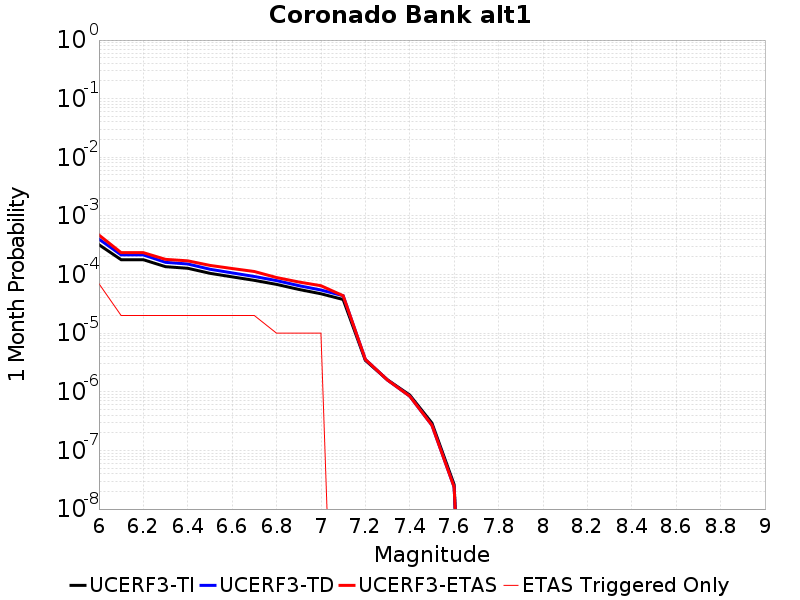 Coronado Bank alt1
10^0
10^-1
10^-2
10^-3
10^-4
10^-5
10^-6
10^-7
10^-8
1 Month Probability
6 6.2 6.4 6.6 6.8 7 7.2 7.4 7.6 7.8 8 8.2 8.4 8.6 8.8 9
Magnitude
UCERF3-TI UCERF3-TD UCERF3-ETAS ETAS Triggered Only